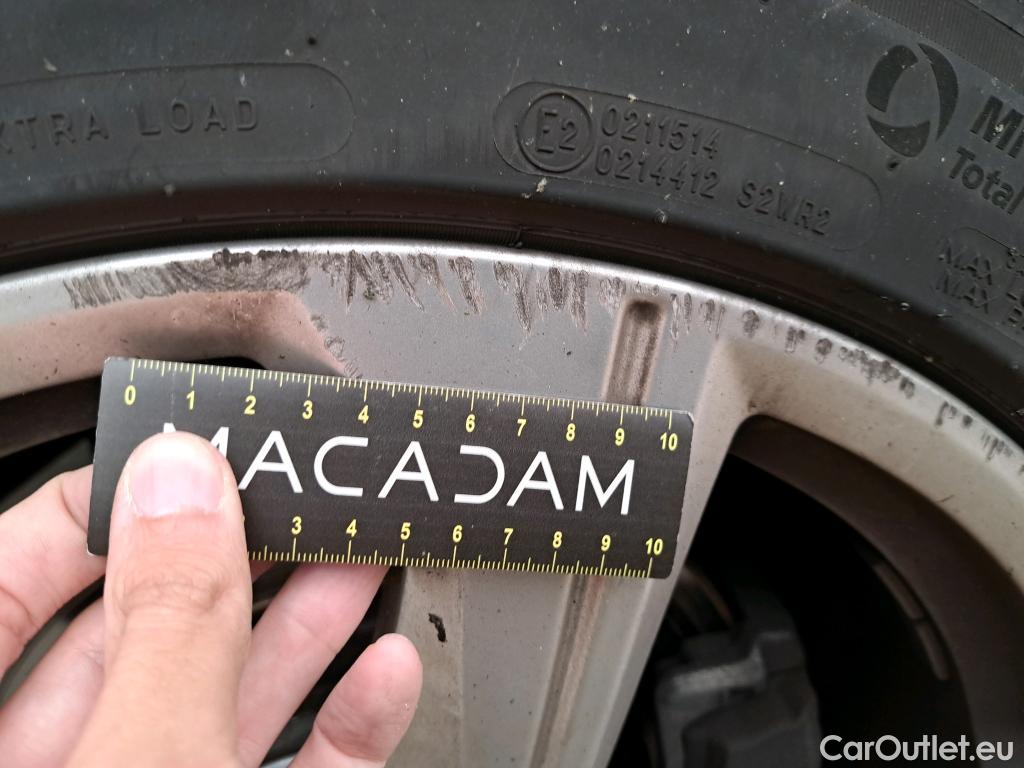 XTRA LOAD
E2
0211514
0214412 S2WR2
Total
MAX
MAX
0 1 2 3 4 5 6 7 8 9 10
MACADAM
3 4 5 6 7 8 9 10
CarOutlet.eu